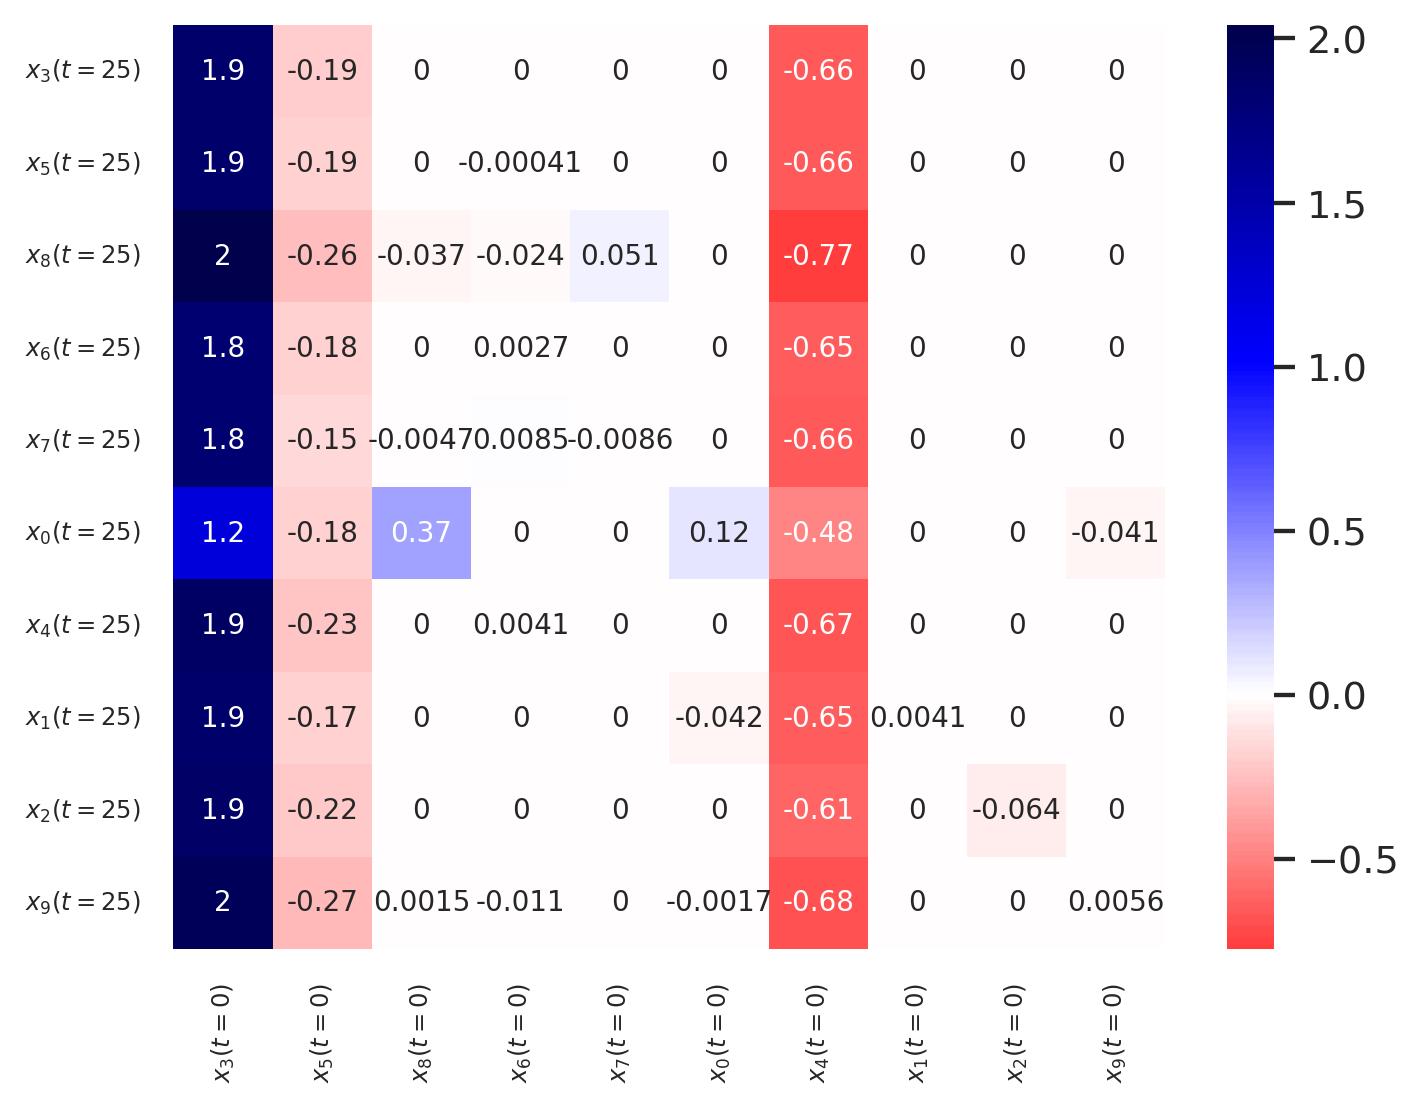 x₃(t = 25) 1.9 -0.19 0 0 0 0 -0.66 0 0 0
x₅(t = 25) 1.9 -0.19 0 -0.00041 0 0 -0.66 0 0 0
x₈(t = 25) 2 -0.26 -0.037 -0.024 0.051 0 -0.77 0 0 0
x₆(t = 25) 1.8 -0.18 0 0.0027 0 0 -0.65 0 0 0
x₇(t = 25) 1.8 -0.15 -0.0047 0.0085 -0.0086 0 -0.66 0 0 0
x₀(t = 25) 1.2 -0.18 0.37 0 0 0.12 -0.48 0 0 -0.041
x₄(t = 25) 1.9 -0.23 0 0.0041 0 0 -0.67 0 0 0
x₁(t = 25) 1.9 -0.17 0 0 0 -0.042 -0.65 0.0041 0 0
x₂(t = 25) 1.9 -0.22 0 0 0 0 -0.61 0 -0.064 0
x₉(t = 25) 2 -0.27 0.0015 -0.011 0 -0.0017 -0.68 0 0 0.0056
x₃(t = 0) x₅(t = 0) x₈(t = 0) x₆(t = 0) x₇(t = 0) x₀(t = 0) x₄(t = 0) x₁(t = 0) x₂(t = 0) x₉(t = 0)
2.0
1.5
1.0
0.5
0.0
−0.5